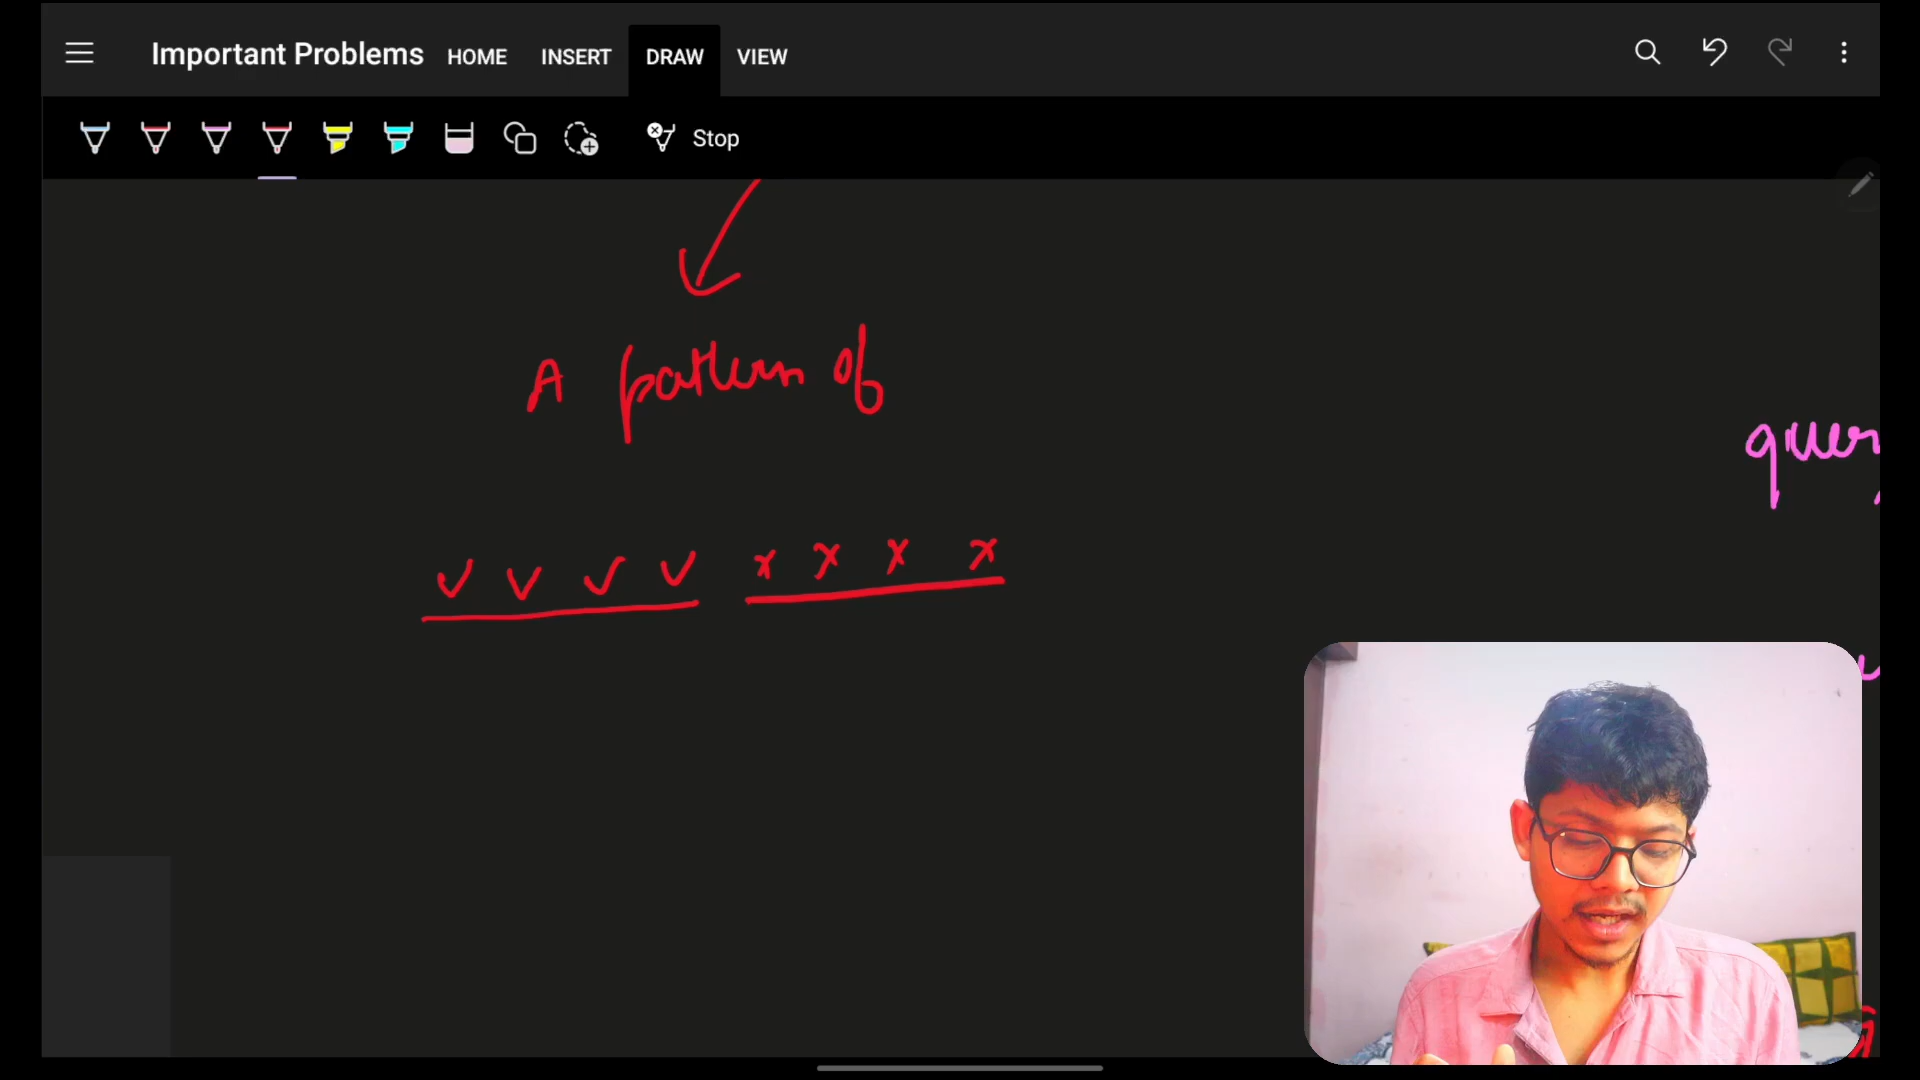 Important Problems HOME INSERT DRAW VIEW
Stop
A pattern of
✓ ✓ ✓ ✓ x x x x